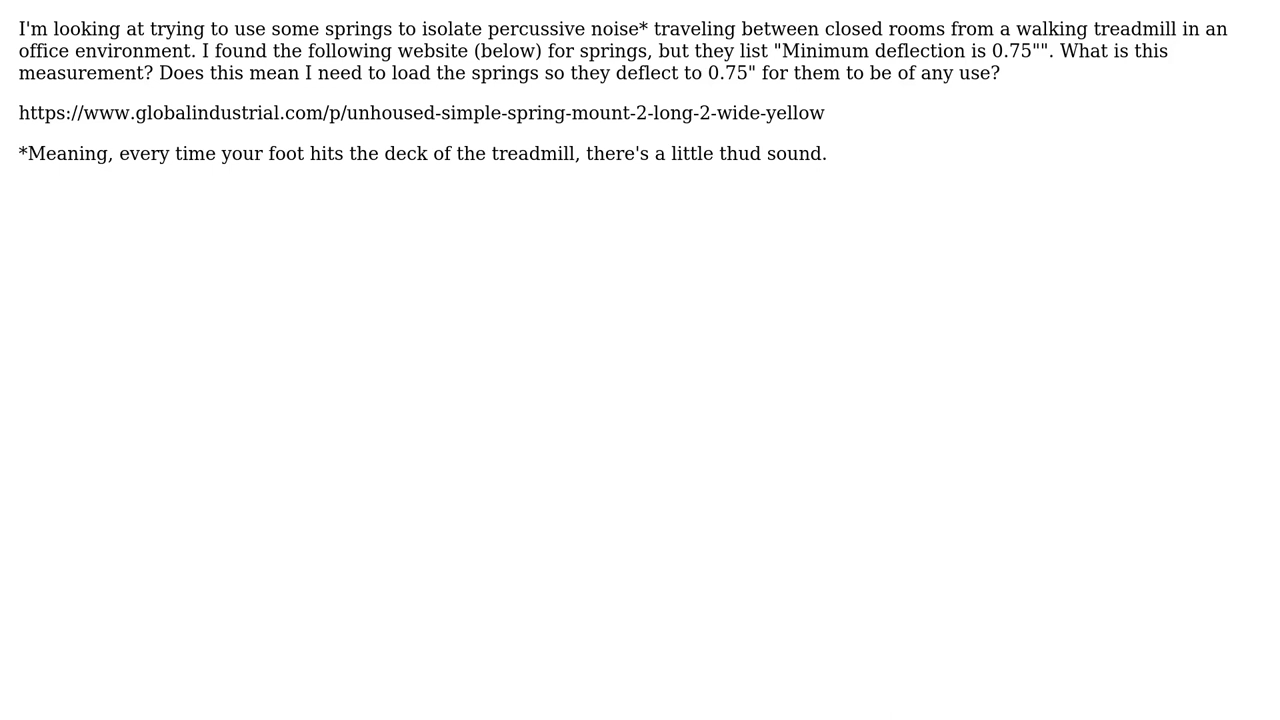 I'm looking at trying to use some springs to isolate percussive noise* traveling between closed rooms from a walking treadmill in an
office environment. I found the following website (below) for springs, but they list "Minimum deflection is 0.75"". What is this
measurement? Does this mean I need to load the springs so they deflect to 0.75" for them to be of any use?
https://www.globalindustrial.com/p/unhoused-simple-spring-mount-2-long-2-wide-yellow
*Meaning, every time your foot hits the deck of the treadmill, there's a little thud sound.